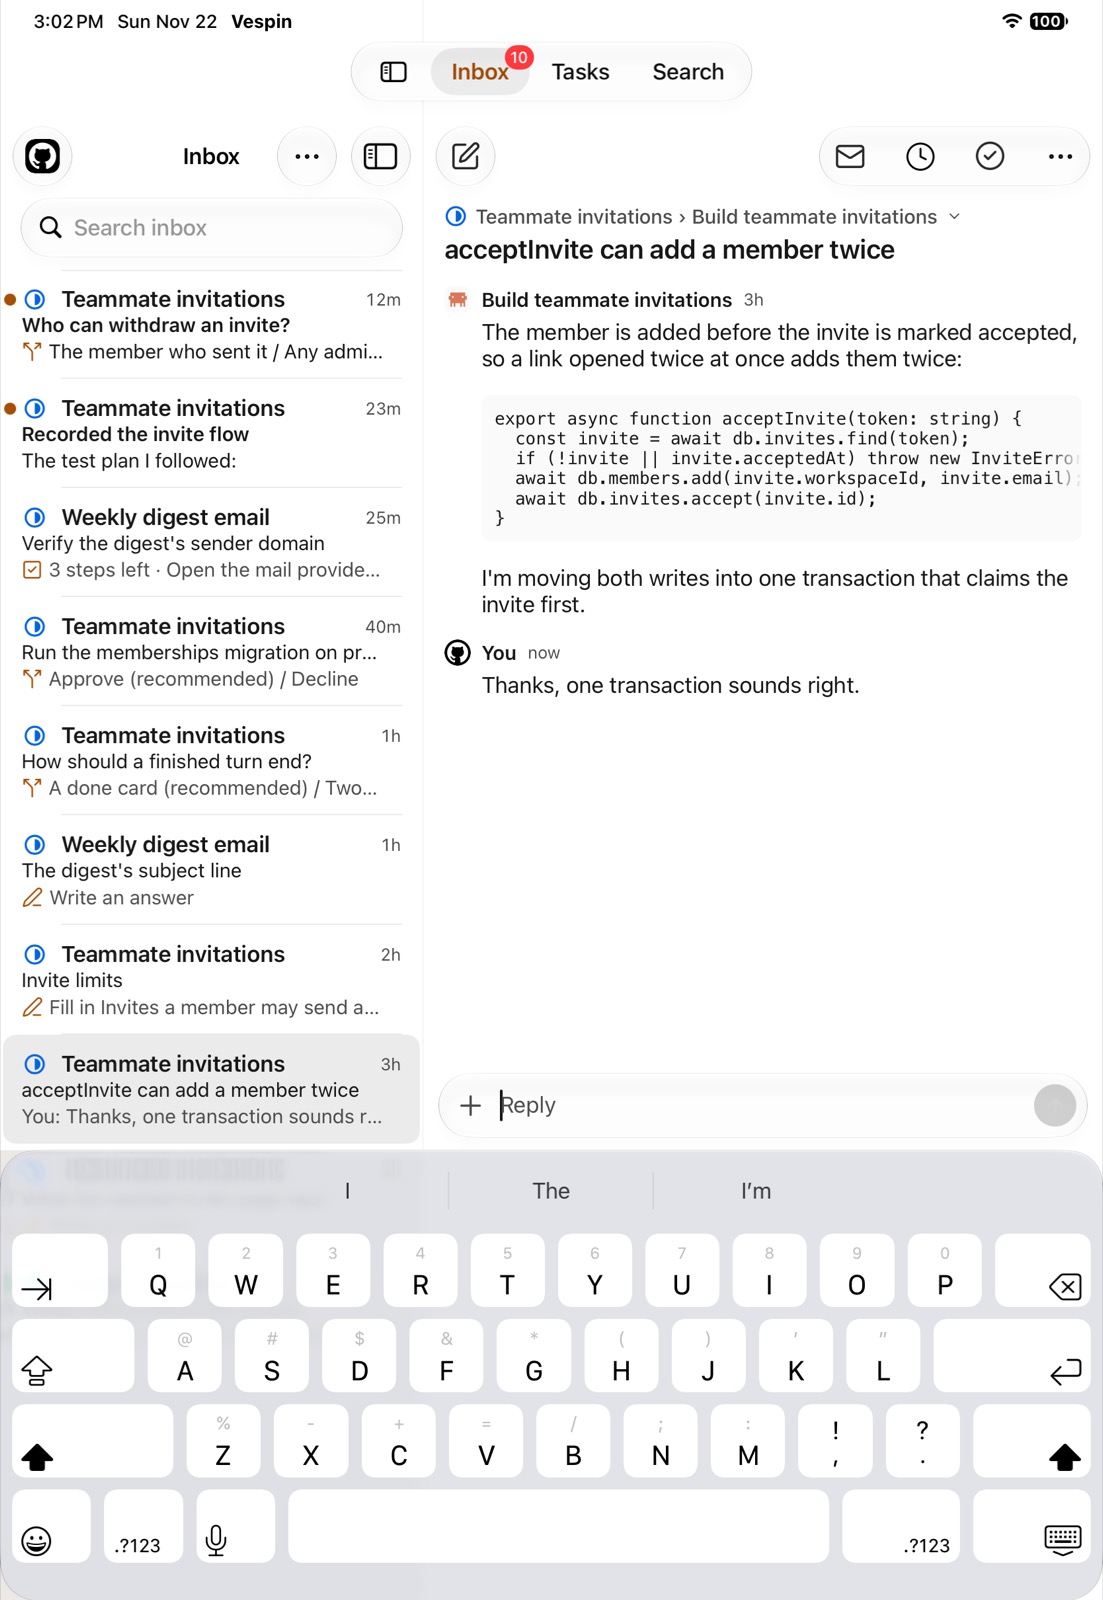 3:02 PM Sun Nov 22 Vespin
100
Inbox 10 Tasks Search
Inbox
Search inbox
Teammate invitations 12m
Who can withdraw an invite?
The member who sent it / Any admi...
Teammate invitations 23m
Recorded the invite flow
The test plan I followed:
Weekly digest email 25m
Verify the digest's sender domain
3 steps left · Open the mail provide...
Teammate invitations 40m
Run the memberships migration on pr...
Approve (recommended) / Decline
Teammate invitations 1h
How should a finished turn end?
A done card (recommended) / Two...
Weekly digest email 1h
The digest's subject line
Write an answer
Teammate invitations 2h
Invite limits
Fill in Invites a member may send a...
Teammate invitations 3h
acceptInvite can add a member twice
You: Thanks, one transaction sounds r...
Teammate invitations › Build teammate invitations
acceptInvite can add a member twice
Build teammate invitations 3h
The member is added before the invite is marked accepted,
so a link opened twice at once adds them twice:
export async function acceptInvite(token: string) {
const invite = await db.invites.find(token);
if (!invite || invite.acceptedAt) throw new InviteErro
await db.members.add(invite.workspaceId, invite.email);
await db.invites.accept(invite.id);
}
I'm moving both writes into one transaction that claims the
invite first.
You now
Thanks, one transaction sounds right.
Reply
I The I’m
1 2 3 4 5 6 7 8 9 0
Q W E R T Y U I O P
@ # $ & * ( ) ' "
A S D F G H J K L
% - + = / ; : ! ?
Z X C V B N M , .
.?123 .?123